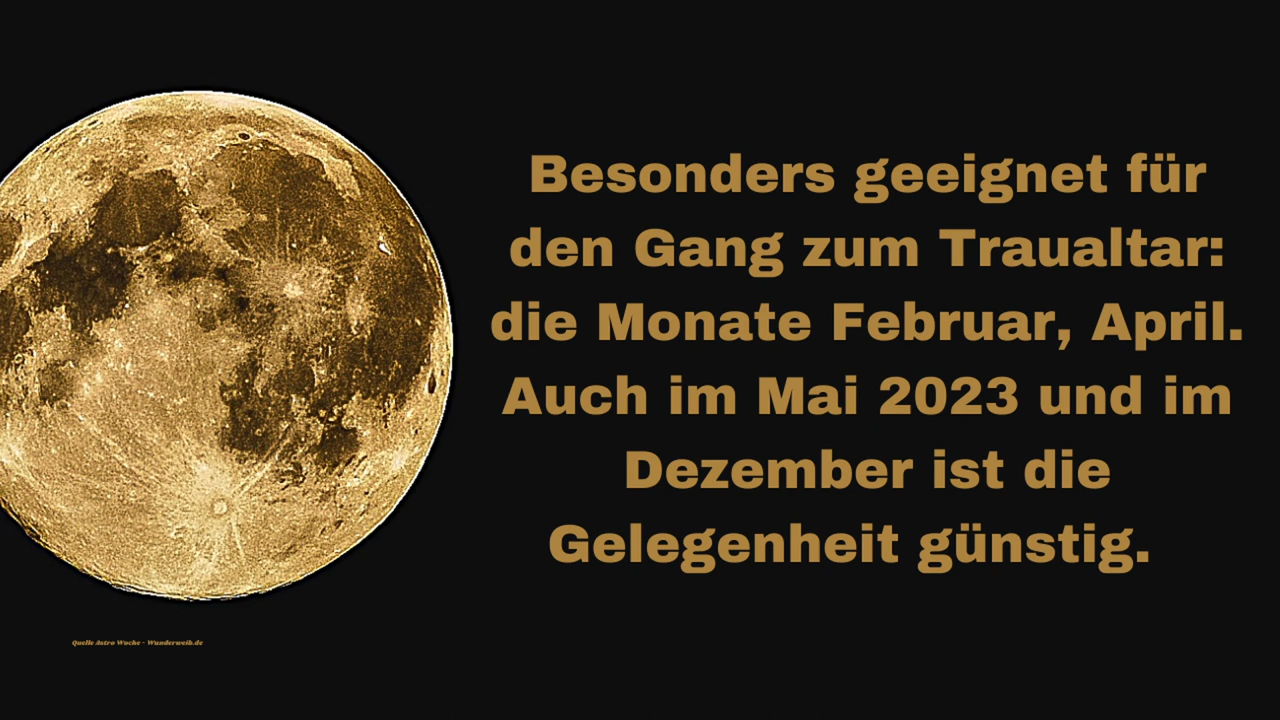 Besonders geeignet für
den Gang zum Traualtar:
die Monate Februar, April.
Auch im Mai 2023 und im
Dezember ist die
Gelegenheit günstig.
Quelle Astro Woche - Wunderweib.de